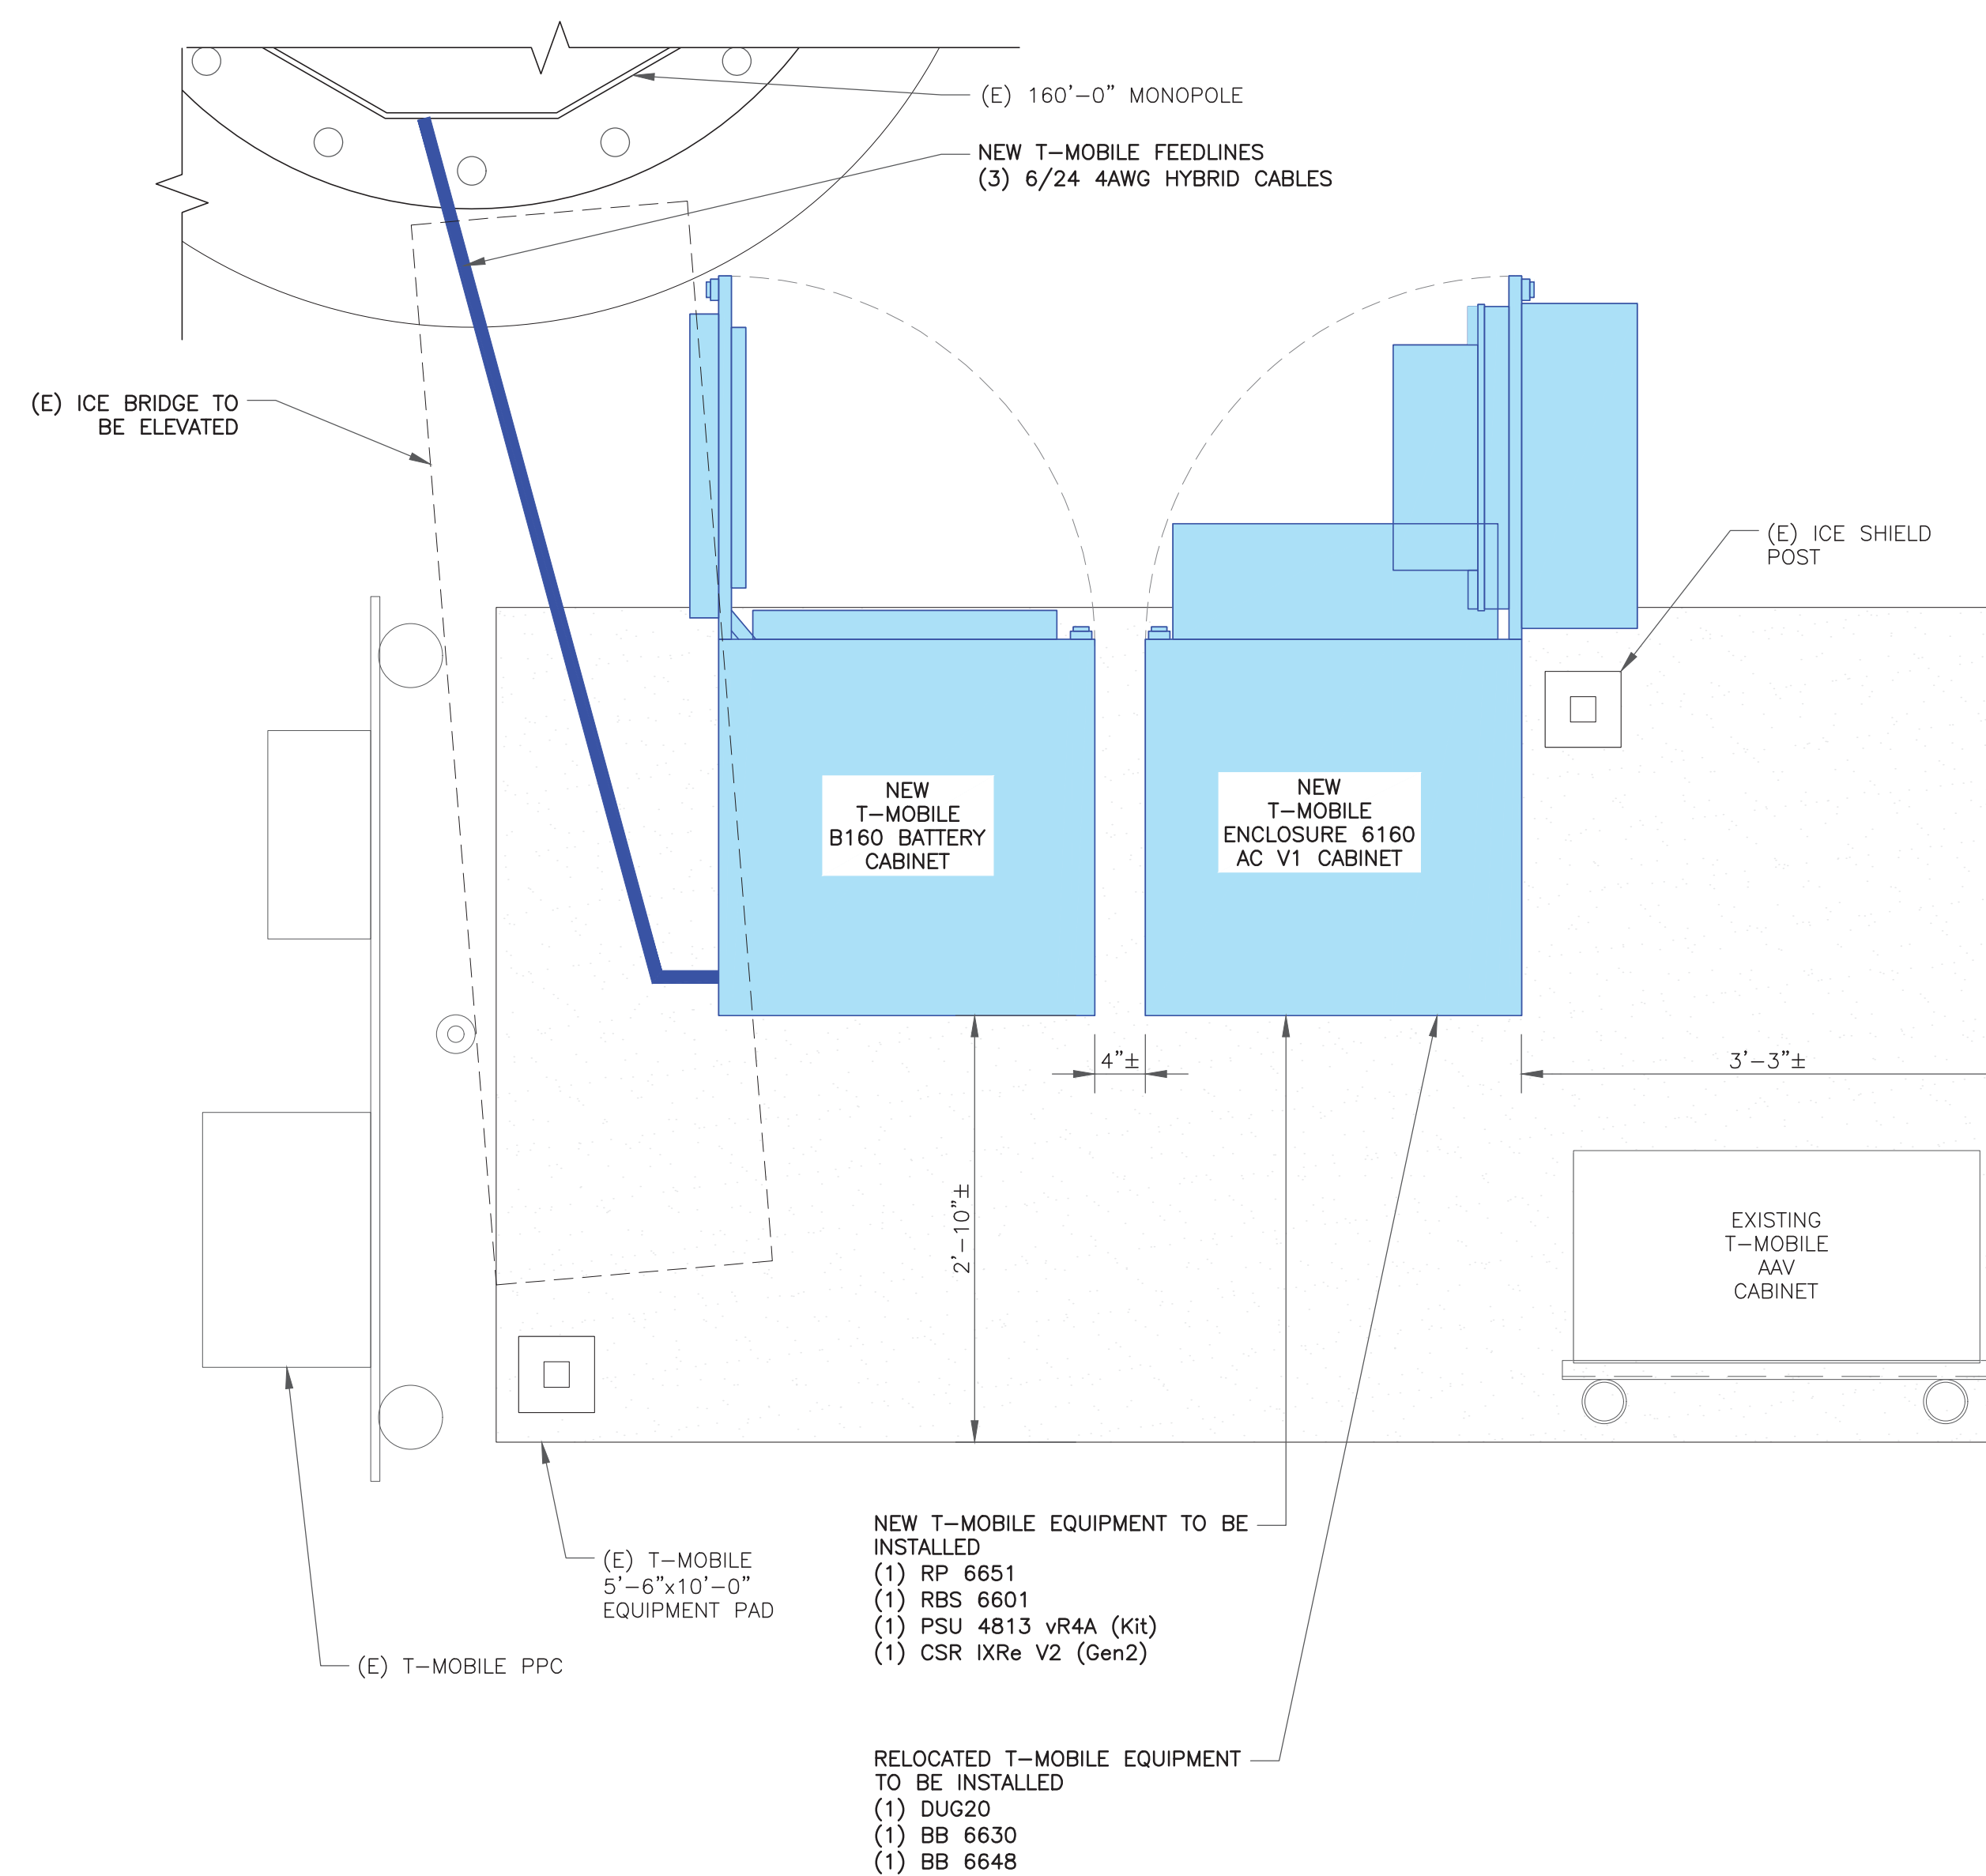 (E) 160'-0" MONOPOLE
NEW T-MOBILE FEEDLINES
(3) 6/24 4AWG HYBRID CABLES
(E) ICE BRIDGE TO
BE ELEVATED
(E) ICE SHIELD
POST
NEW
T-MOBILE
B160 BATTERY
CABINET
NEW
T-MOBILE
ENCLOSURE 6160
AC V1 CABINET
4"±
3'-3"±
2'-10"±
EXISTING
T-MOBILE
AAV
CABINET
(E) T-MOBILE
5'-6"x10'-0"
EQUIPMENT PAD
(E) T-MOBILE PPC
NEW T-MOBILE EQUIPMENT TO BE
INSTALLED
(1) RP 6651
(1) RBS 6601
(1) PSU 4813 vR4A (Kit)
(1) CSR IXRe V2 (Gen2)
RELOCATED T-MOBILE EQUIPMENT
TO BE INSTALLED
(1) DUG20
(1) BB 6630
(1) BB 6648